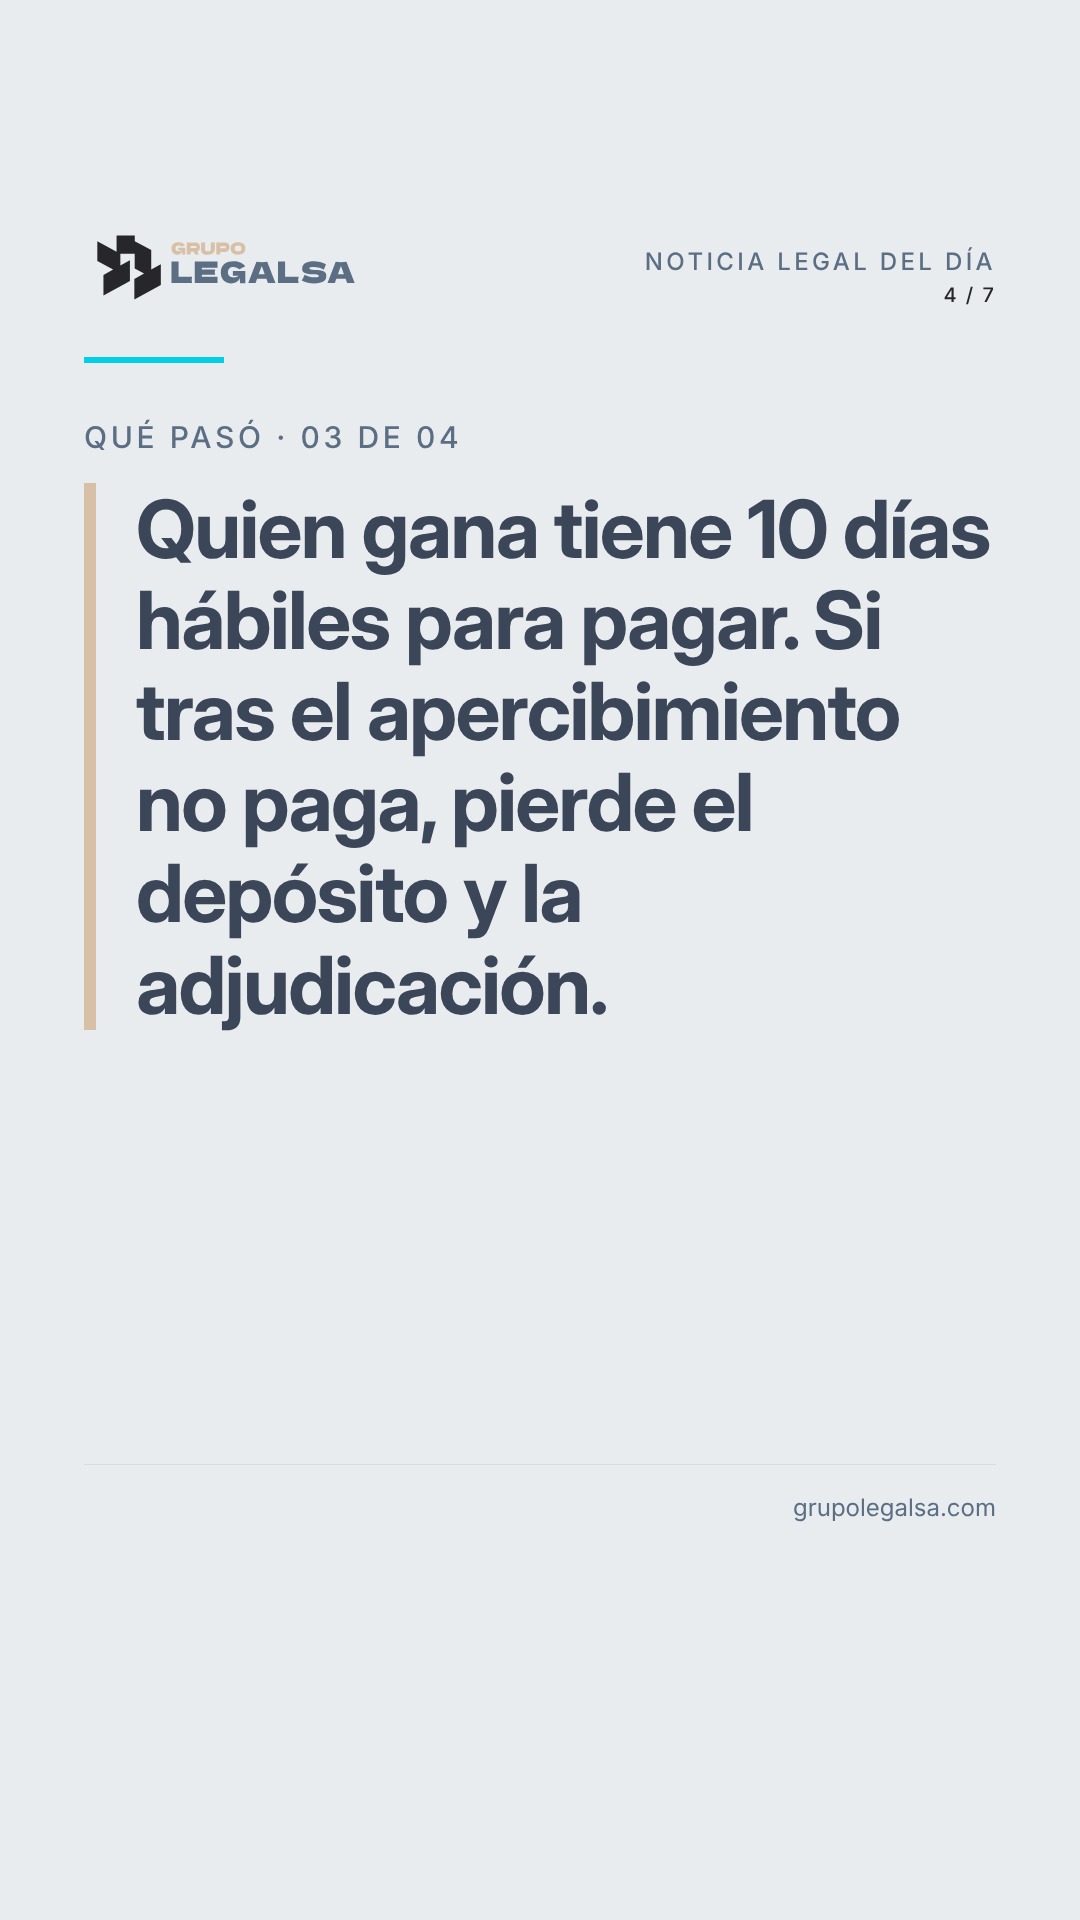 GRUPO
LEGALSA
NOTICIA LEGAL DEL DÍA
4 / 7
QUÉ PASÓ · 03 DE 04
Quien gana tiene 10 días
hábiles para pagar. Si
tras el apercibimiento
no paga, pierde el
depósito y la
adjudicación.
grupolegalsa.com